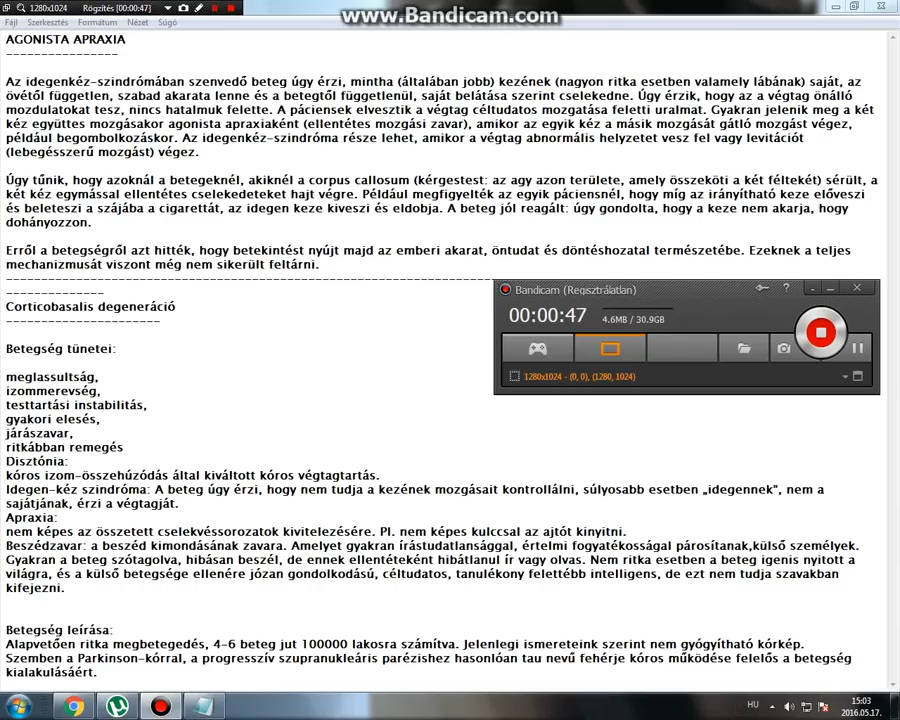 1280x1024 Rögzítés [00:00:47]
www.Bandicam.com
Fájl Szerkesztés Formátum Nézet Súgó
AGONISTA APRAXIA
----------------
Az idegenkéz-szindrómában szenvedő beteg úgy érzi, mintha (általában jobb) kezének (nagyon ritka esetben valamely lábának) saját, az
övétől független, szabad akarata lenne és a betegtől függetlenül, saját belátása szerint cselekedne. Úgy érzik, hogy az a végtag önálló
mozdulatokat tesz, nincs hatalmuk felette. A páciensek elvesztik a végtag céltudatos mozgatása feletti uralmat. Gyakran jelenik meg a két
kéz együttes mozgásakor agonista apraxiaként (ellentétes mozgási zavar), amikor az egyik kéz a másik mozgását gátló mozgást végez,
például begombolkozáskor. Az idegenkéz-szindróma része lehet, amikor a végtag abnormális helyzetet vesz fel vagy levitációt
(lebegésszerű mozgást) végez.
Úgy tűnik, hogy azoknál a betegeknél, akiknél a corpus callosum (kérgestest: az agy azon területe, amely összeköti a két féltekét) sérült, a
két kéz egymással ellentétes cselekedeteket hajt végre. Például megfigyelték az egyik páciensnél, hogy míg az irányítható keze előveszi
és beleteszi a szájába a cigarettát, az idegen keze kiveszi és eldobja. A beteg jól reagált: úgy gondolta, hogy a keze nem akarja, hogy
dohányozzon.
Erről a betegségről azt hitték, hogy betekintést nyújt majd az emberi akarat, öntudat és döntéshozatal természetébe. Ezeknek a teljes
mechanizmusát viszont még nem sikerült feltárni.
----------------------------------------------------------------------
--------------
Corticobasalis degeneráció
----------------------
Betegség tünetei:
meglassultság,
izommerevség,
testtartási instabilitás,
gyakori elesés,
járászavar,
ritkábban remegés
Disztónia:
kóros izom-összehúzódás által kiváltott kóros végtagtartás.
Idegen-kéz szindróma: A beteg úgy érzi, hogy nem tudja a kezének mozgásait kontrollálni, súlyosabb esetben „idegennek", nem a
sajátjának, érzi a végtagját.
Apraxia:
nem képes az összetett cselekvéssorozatok kivitelezésére. Pl. nem képes kulccsal az ajtót kinyitni.
Beszédzavar: a beszéd kimondásának zavara. Amelyet gyakran írástudatlansággal, értelmi fogyatékosággal párosítanak,külső személyek.
Gyakran a beteg szótagolva, hibásan beszél, de ennek ellentéteként hibátlanul ír vagy olvas. Nem ritka esetben a beteg igenis nyitott a
világra, és a külső betegsége ellenére józan gondolkodású, céltudatos, tanulékony felettébb intelligens, de ezt nem tudja szavakban
kifejezni.
Betegség leírása:
Alapvetően ritka megbetegedés, 4-6 beteg jut 100000 lakosra számítva. Jelenlegi ismereteink szerint nem gyógyítható kórkép.
Szemben a Parkinson-kórral, a progresszív szupranukleáris parézishez hasonlóan tau nevű fehérje kóros működése felelős a betegség
kialakulásáért.
Bandicam (Regisztrálatlan)
00:00:47 4.6MB / 30.9GB
1280x1024 - (0, 0), (1280, 1024)
HU 15:03
2016.05.17.